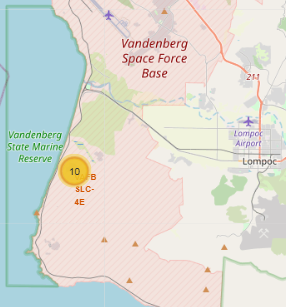 Vandenberg
Space Force
Base
211
Lompoc
Airport
Lompoc
Vandenberg
State Marine
Reserve
10
B
SLC-
4E